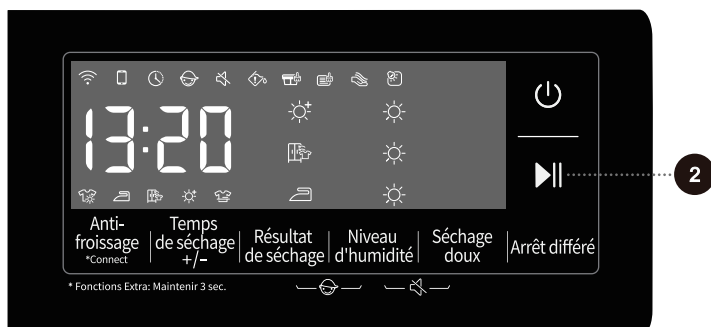 13:20
2
Anti-
froissage
*Connect
Temps
de séchage
+/-
Résultat
de séchage
Niveau
d'humidité
Séchage
doux
Arrêt différé
* Fonctions Extra: Maintenir 3 sec.